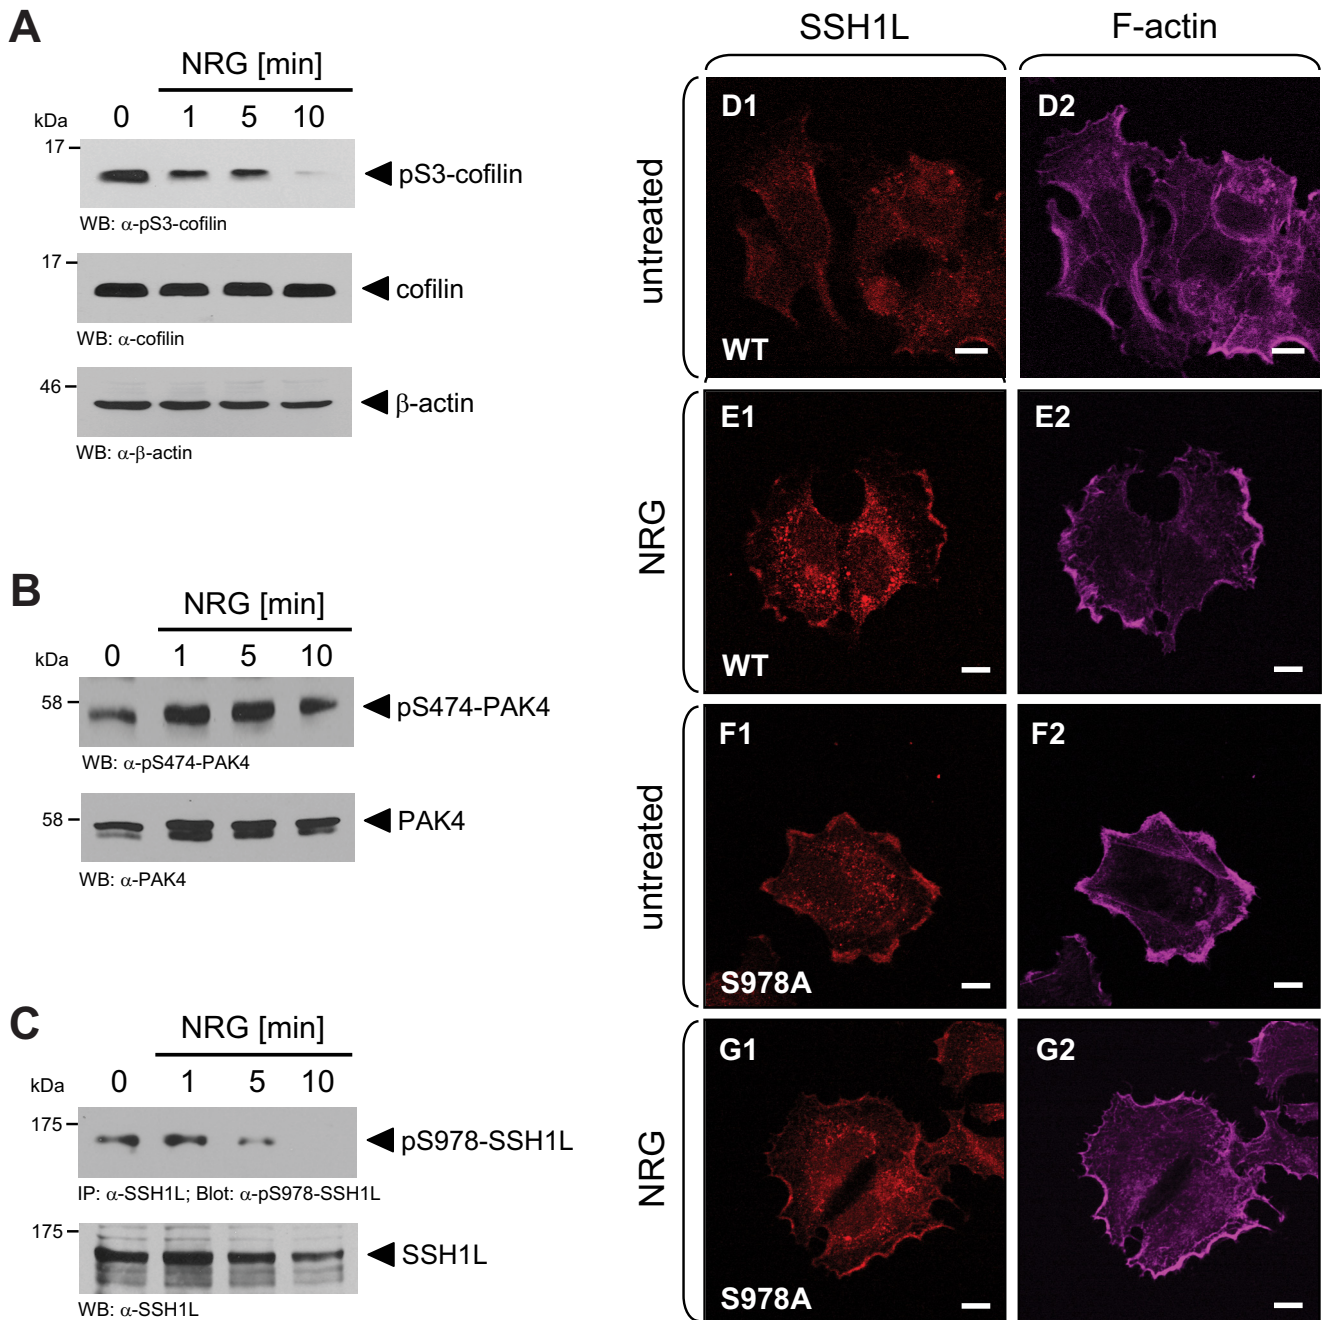 A
NRG [min]
kDa 0 1 5 10
17
pS3-cofilin
WB: α-pS3-cofilin
17
cofilin
WB: α-cofilin
46
β-actin
WB: α-β-actin
B
NRG [min]
kDa 0 1 5 10
58
pS474-PAK4
WB: α-pS474-PAK4
58
PAK4
WB: α-PAK4
C
NRG [min]
kDa 0 1 5 10
175
pS978-SSH1L
IP: α-SSH1L; Blot: α-pS978-SSH1L
175
SSH1L
WB: α-SSH1L
SSH1L F-actin
untreated
D1 D2
WT
NRG
E1 E2
WT
untreated
F1 F2
S978A
NRG
G1 G2
S978A